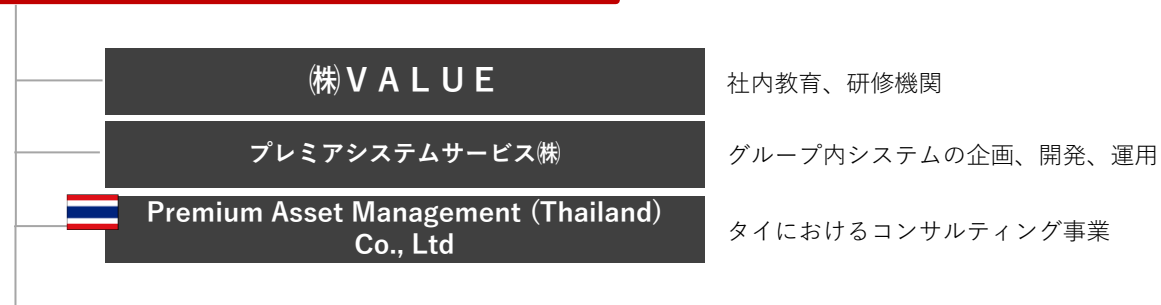 ㈱ＶＡＬＵＥ
社内教育、研修機関
プレミアシステムサービス㈱
グループ内システムの企画、開発、運用
Premium Asset Management (Thailand)
Co., Ltd
タイにおけるコンサルティング事業